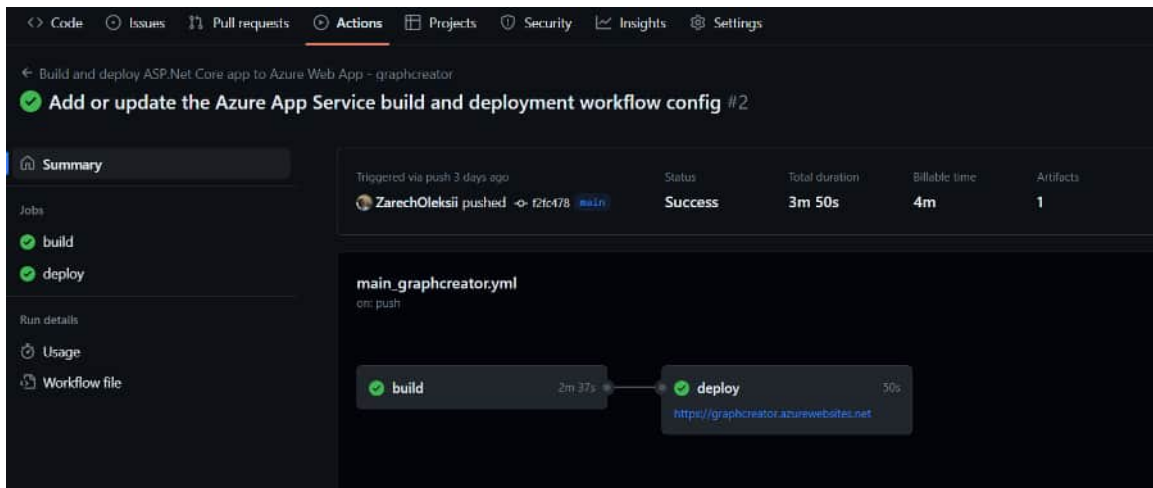 Code Issues Pull requests Actions Projects Security Insights Settings
Build and deploy ASP.Net Core app to Azure Web App - graphcreator
Add or update the Azure App Service build and deployment workflow config #2
Summary
Jobs
build
deploy
Run details
Usage
Workflow file
Triggered via push 3 days ago
ZarechOleksii pushed f2fc478 main
Status
Success
Total duration
3m 50s
Billable time
4m
Artifacts
1
main_graphcreator.yml
on: push
build 2m 37s
deploy 50s
https://graphcreator.azurewebsites.net